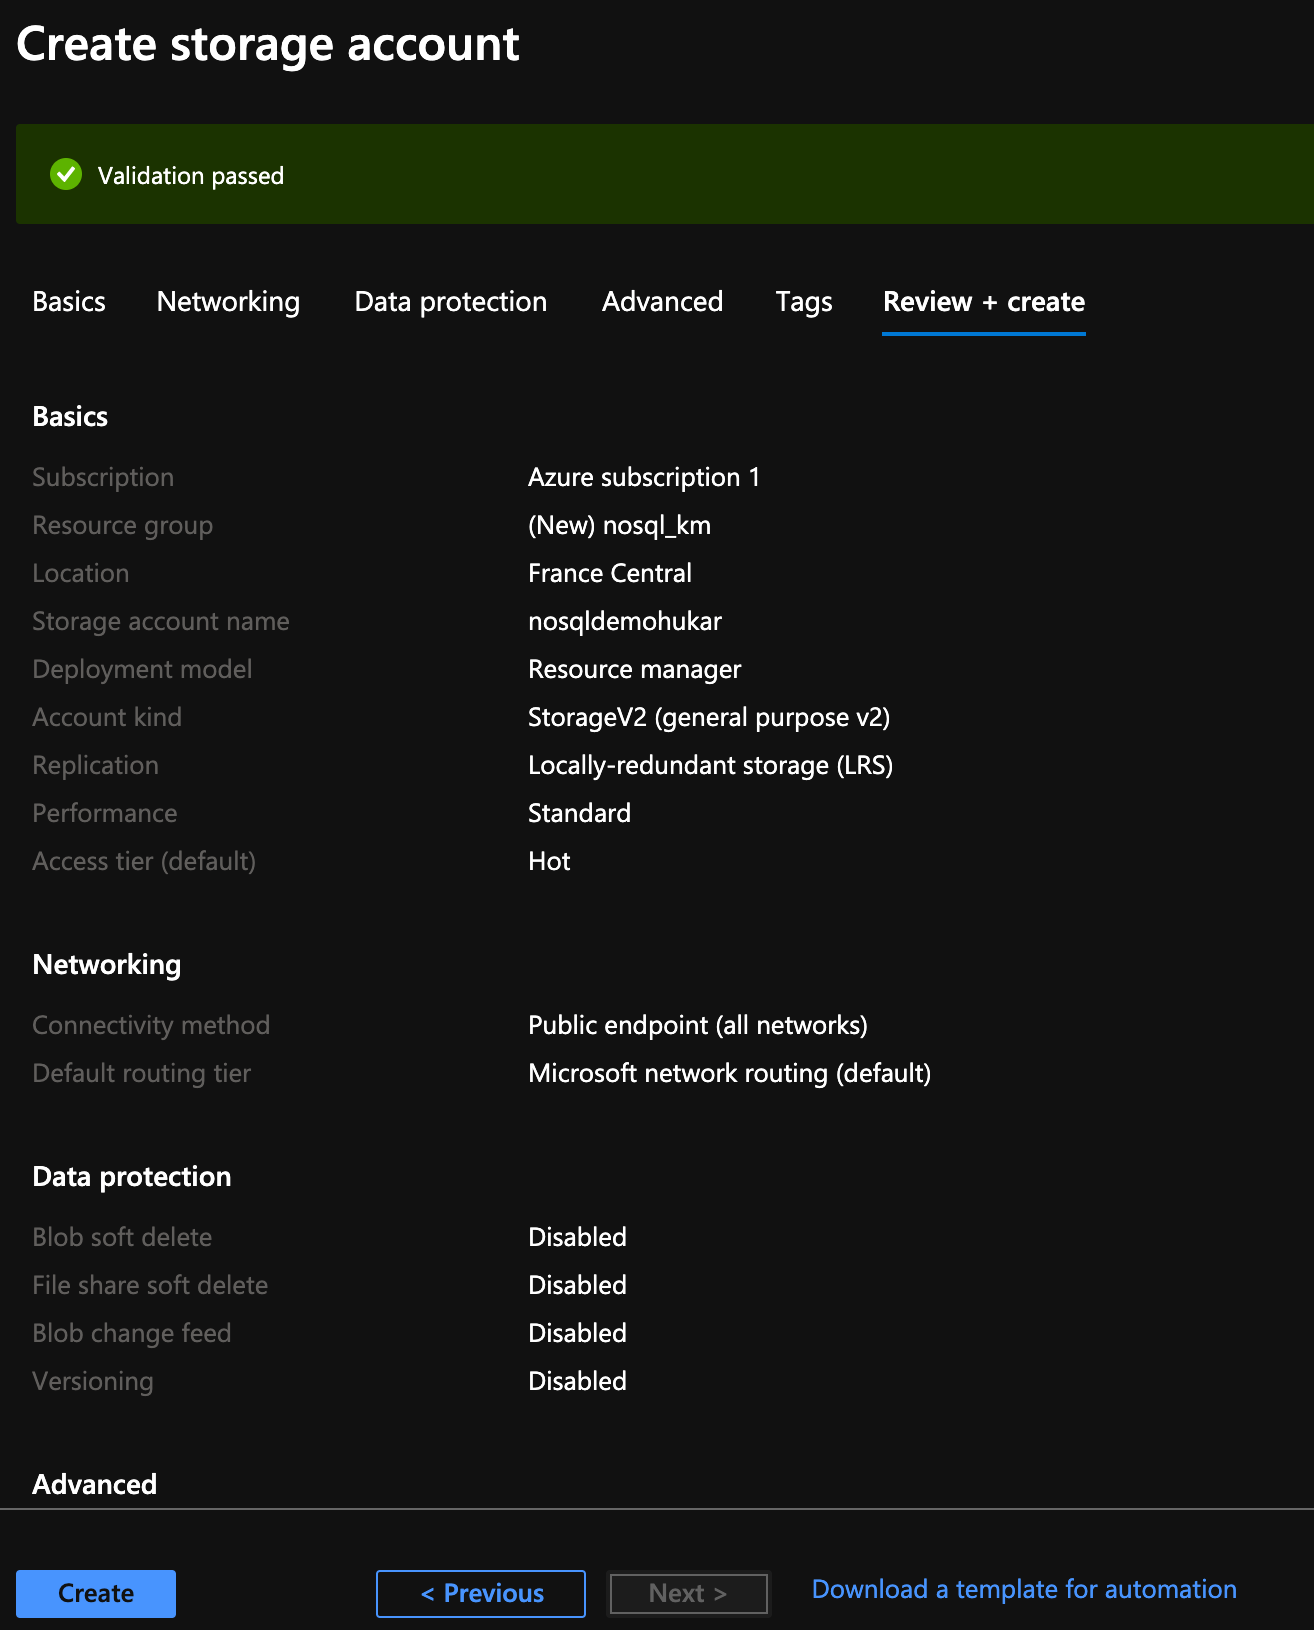 Create storage account
Validation passed
Basics Networking Data protection Advanced Tags Review + create
Basics
Subscription Azure subscription 1
Resource group (New) nosql_km
Location France Central
Storage account name nosqldemohukar
Deployment model Resource manager
Account kind StorageV2 (general purpose v2)
Replication Locally-redundant storage (LRS)
Performance Standard
Access tier (default) Hot
Networking
Connectivity method Public endpoint (all networks)
Default routing tier Microsoft network routing (default)
Data protection
Blob soft delete Disabled
File share soft delete Disabled
Blob change feed Disabled
Versioning Disabled
Advanced
Create < Previous Next > Download a template for automation